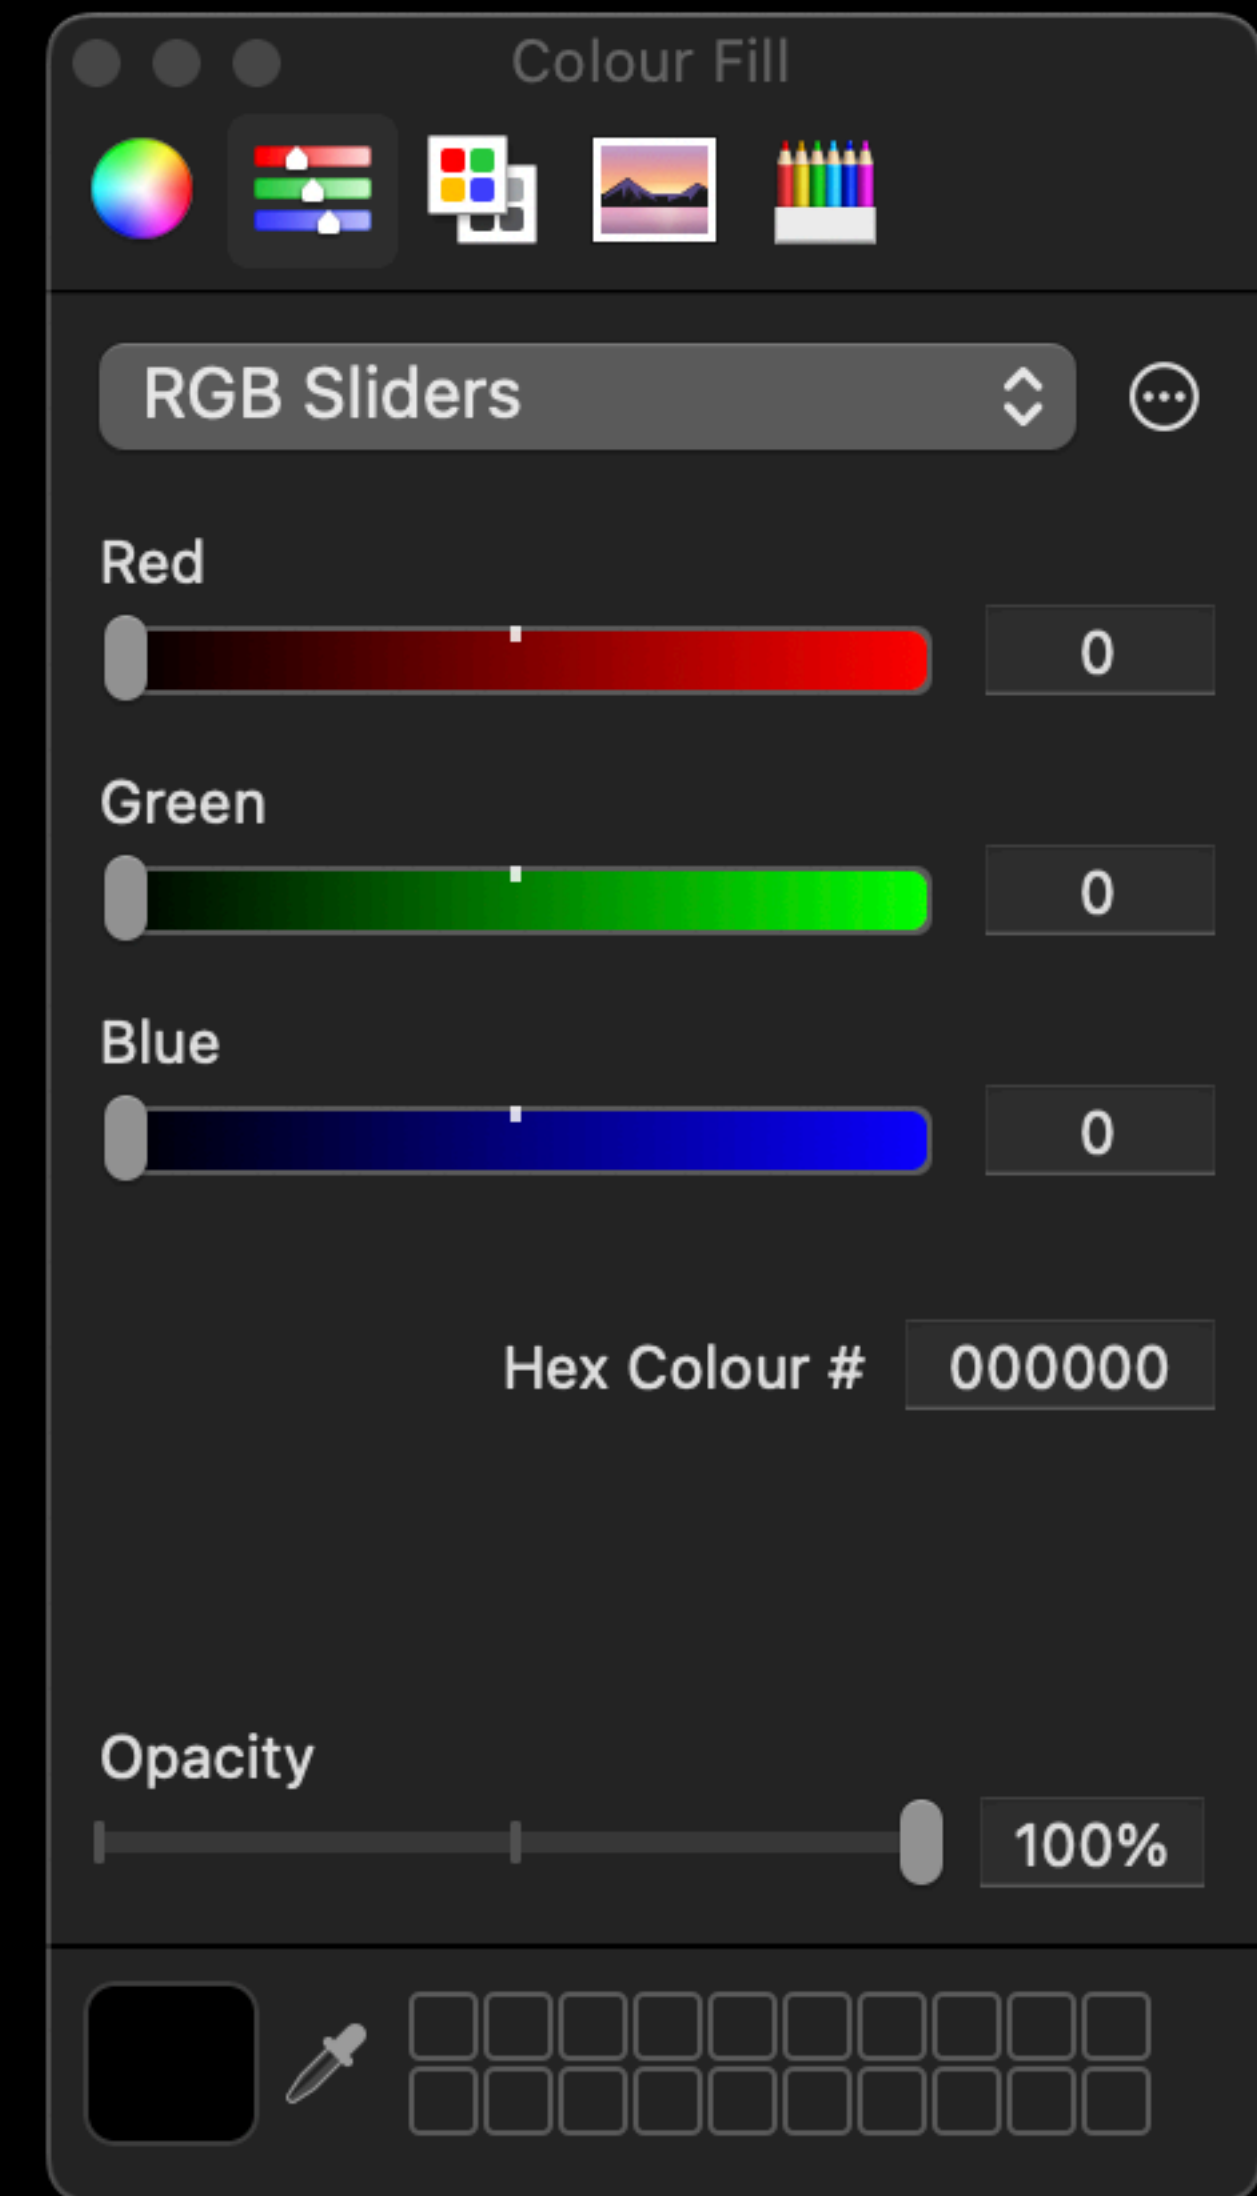 Colour Fill
RGB Sliders
Red
0
Green
0
Blue
0
Hex Colour # 000000
Opacity
100%